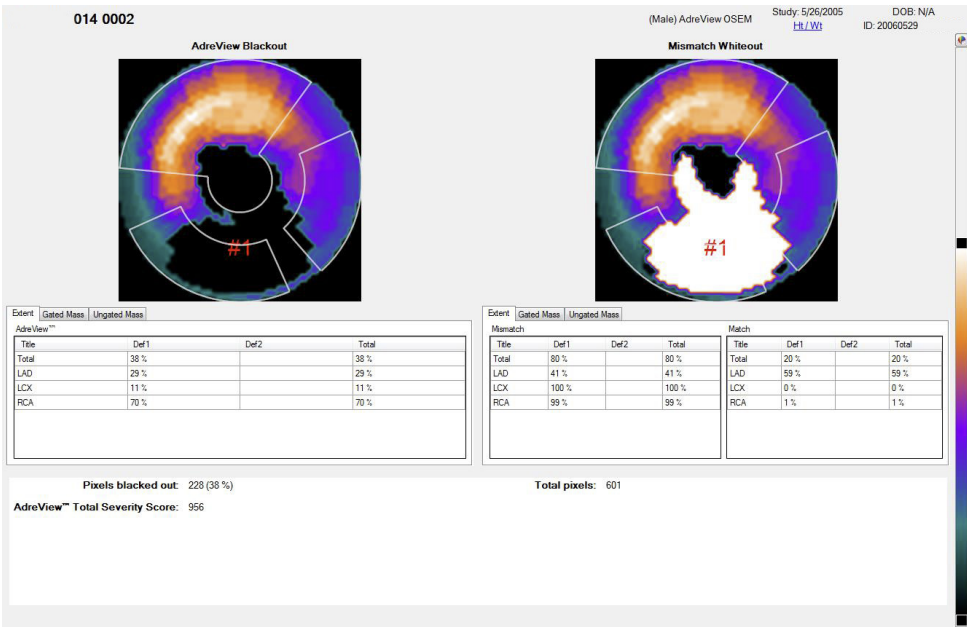 014 0002
(Male) AdreView OSEM
Study: 5/26/2005
DOB: N/A
Ht / Wt
ID: 20060529
AdreView Blackout
Mismatch Whiteout
#1
#1
Extent Gated Mass Ungated Mass
AdreView™
Title Def1 Def2 Total
Total 38 % 38 %
LAD 29 % 29 %
LCX 11 % 11 %
RCA 70 % 70 %
Extent Gated Mass Ungated Mass
Mismatch
Title Def1 Def2 Total
Total 80 % 80 %
LAD 41 % 41 %
LCX 100 % 100 %
RCA 99 % 99 %
Match
Title Def1 Def2 Total
Total 20 % 20 %
LAD 59 % 59 %
LCX 0 % 0 %
RCA 1 % 1 %
Pixels blacked out: 228 (38 %)
Total pixels: 601
AdreView™ Total Severity Score: 956